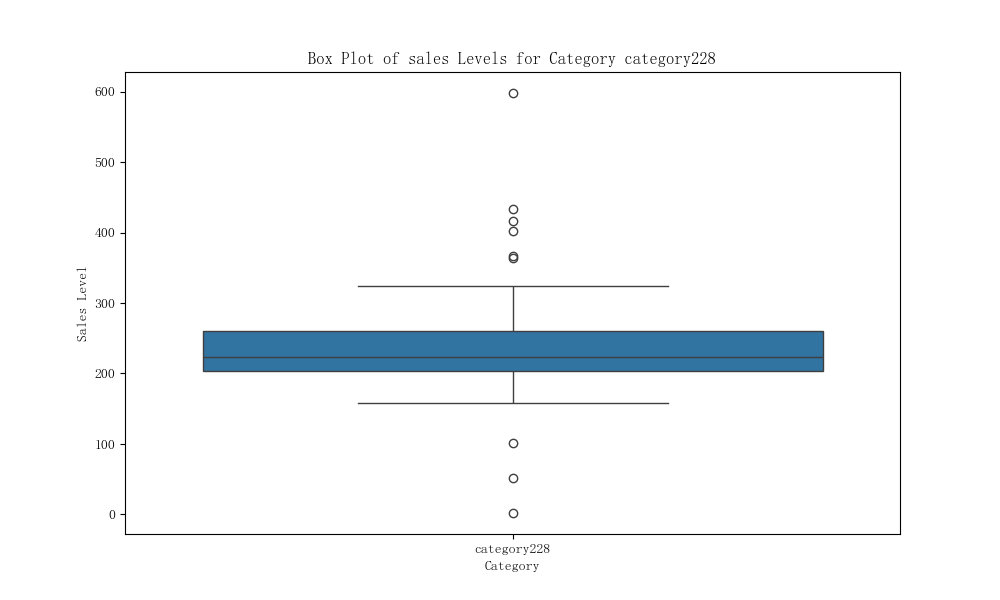 Box Plot of sales Levels for Category category228
600
500
400
300
200
100
0
Sales Level
category228
Category